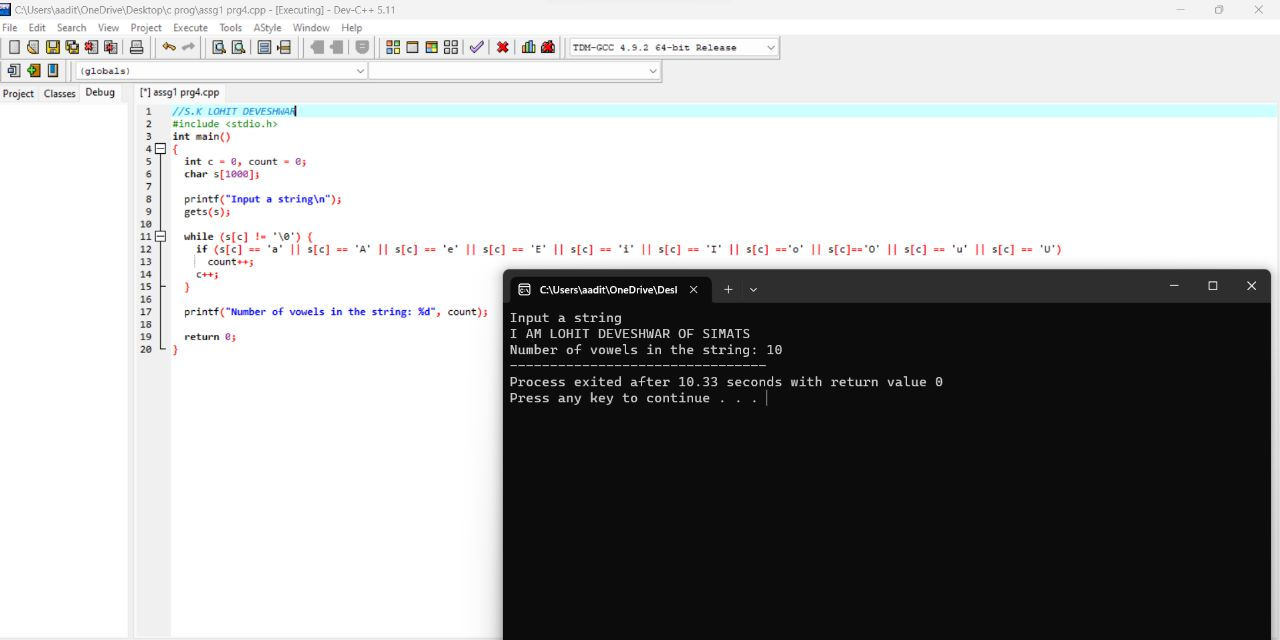 C:\Users\aadit\OneDrive\Desktop\c prog\assg1 prg4.cpp - [Executing] - Dev-C++ 5.11
File Edit Search View Project Execute Tools AStyle Window Help
TDM-GCC 4.9.2 64-bit Release
(globals)
Project Classes Debug [*] assg1 prg4.cpp
1 //S.K LOHIT DEVESHWAR
2 #include <stdio.h>
3 int main()
4 {
5 int c = 0, count = 0;
6 char s[1000];
7
8 printf("Input a string\n");
9 gets(s);
10
11 while (s[c] != '\0') {
12 if (s[c] == 'a' || s[c] == 'A' || s[c] == 'e' || s[c] == 'E' || s[c] == 'i' || s[c] == 'I' || s[c] =='o' || s[c]=='O' || s[c] == 'u' || s[c] == 'U')
13 count++;
14 c++;
15 }
16
17 printf("Number of vowels in the string: %d", count);
18
19 return 0;
20 }
C:\Users\aadit\OneDrive\Desl
Input a string
I AM LOHIT DEVESHWAR OF SIMATS
Number of vowels in the string: 10
--------------------------------
Process exited after 10.33 seconds with return value 0
Press any key to continue . . .